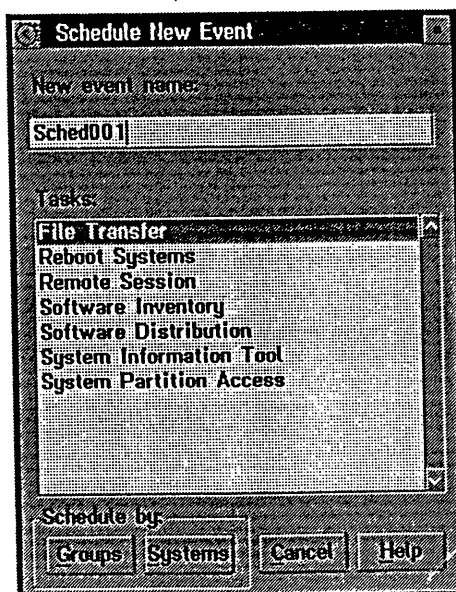 Schedule New Event
New event name:
Sched001
Tasks:
File Transfer
Reboot Systems
Remote Session
Software Inventory
Software Distribution
System Information Tool
System Partition Access
Schedule by:
Groups Systems Cancel Help